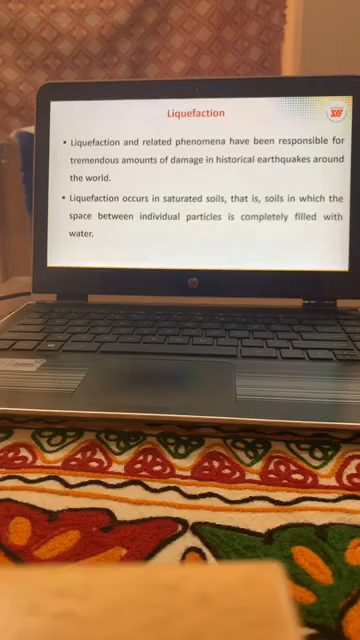 Liquefaction
▪ Liquefaction and related phenomena have been responsible for
tremendous amounts of damage in historical earthquakes around
the world.
▪ Liquefaction occurs in saturated soils, that is, soils in which the
space between individual particles is completely filled with
water.